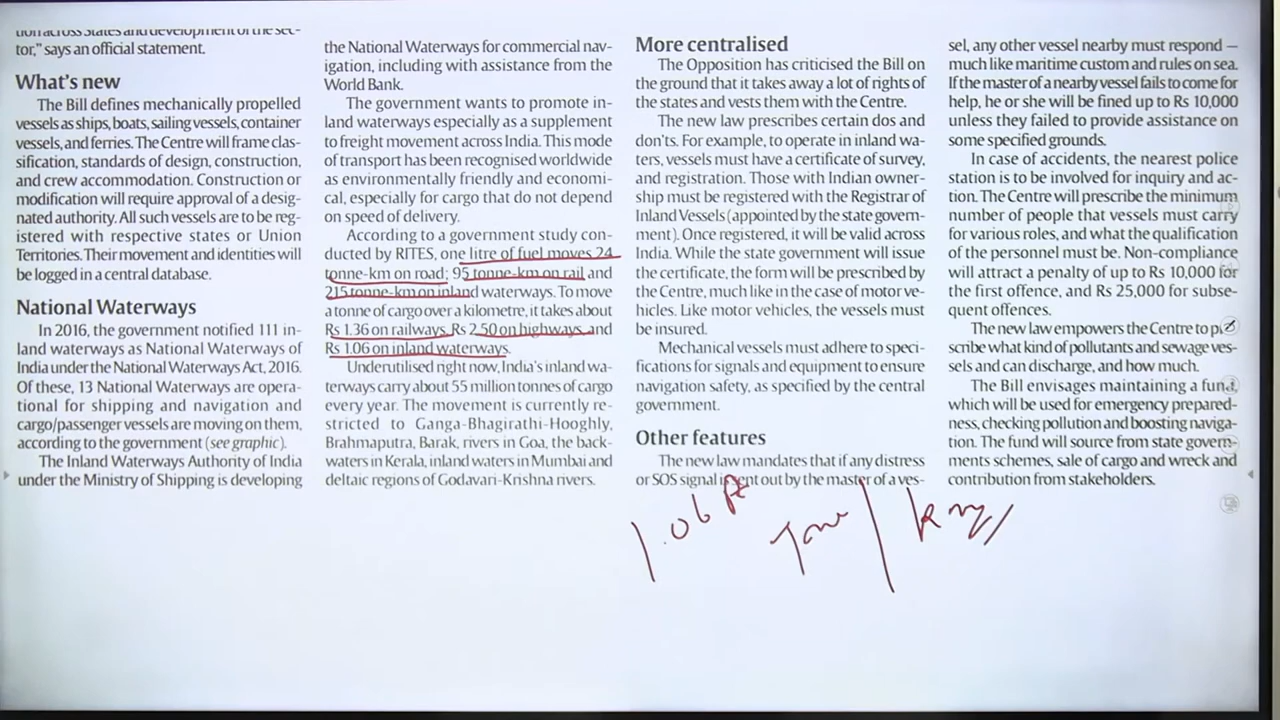 tion across States and development of the sec-
tor," says an official statement.
What's new
The Bill defines mechanically propelled
vessels as ships, boats, sailing vessels, container
vessels, and ferries. The Centre will frame clas-
sification, standards of design, construction,
and crew accommodation. Construction or
modification will require approval of a desig-
nated authority. All such vessels are to be reg-
istered with respective states or Union
Territories. Their movement and identities will
be logged in a central database.
National Waterways
In 2016, the government notified 111 in-
land waterways as National Waterways of
India under the National Waterways Act, 2016.
Of these, 13 National Waterways are opera-
tional for shipping and navigation and
cargo/passenger vessels are moving on them,
according to the government (see graphic).
The Inland Waterways Authority of India
under the Ministry of Shipping is developing
the National Waterways for commercial nav-
igation, including with assistance from the
World Bank.
The government wants to promote in-
land waterways especially as a supplement
to freight movement across India. This mode
of transport has been recognised worldwide
as environmentally friendly and economi-
cal, especially for cargo that do not depend
on speed of delivery.
According to a government study con-
ducted by RITES, one litre of fuel moves 24
tonne-km on road; 95 tonne-km on rail and
215 tonne-km on inland waterways. To move
a tonne of cargo over a kilometre, it takes about
Rs 1.36 on railways, Rs 2.50 on highways, and
Rs 1.06 on inland waterways.
Underutilised right now, India's inland wa-
terways carry about 55 million tonnes of cargo
every year. The movement is currently re-
stricted to Ganga-Bhagirathi-Hooghly,
Brahmaputra, Barak, rivers in Goa, the back-
waters in Kerala, inland waters in Mumbai and
deltaic regions of Godavari-Krishna rivers.
More centralised
The Opposition has criticised the Bill on
the ground that it takes away a lot of rights of
the states and vests them with the Centre.
The new law prescribes certain dos and
don'ts. For example, to operate in inland wa-
ters, vessels must have a certificate of survey,
and registration. Those with Indian owner-
ship must be registered with the Registrar of
Inland Vessels (appointed by the state govern-
ment). Once registered, it will be valid across
India. While the state government will issue
the certificate, the form will be prescribed by
the Centre, much like in the case of motor ve-
hicles. Like motor vehicles, the vessels must
be insured.
Mechanical vessels must adhere to speci-
fications for signals and equipment to ensure
navigation safety, as specified by the central
government.
Other features
The new law mandates that if any distress
or SOS signal is sent out by the master of a ves-
sel, any other vessel nearby must respond —
much like maritime custom and rules on sea.
If the master of a nearby vessel fails to come for
help, he or she will be fined up to Rs 10,000
unless they failed to provide assistance on
some specified grounds.
In case of accidents, the nearest police
station is to be involved for inquiry and ac-
tion. The Centre will prescribe the minimum
number of people that vessels must carry
for various roles, and what the qualification
of the personnel must be. Non-compliance
will attract a penalty of up to Rs 10,000 for
the first offence, and Rs 25,000 for subse-
quent offences.
The new law empowers the Centre to pre-
scribe what kind of pollutants and sewage ves-
sels and can discharge, and how much.
The Bill envisages maintaining a fund,
which will be used for emergency prepared-
ness, checking pollution and boosting naviga-
tion. The fund will source from state govern-
ments schemes, sale of cargo and wreck and
contribution from stakeholders.
1.06